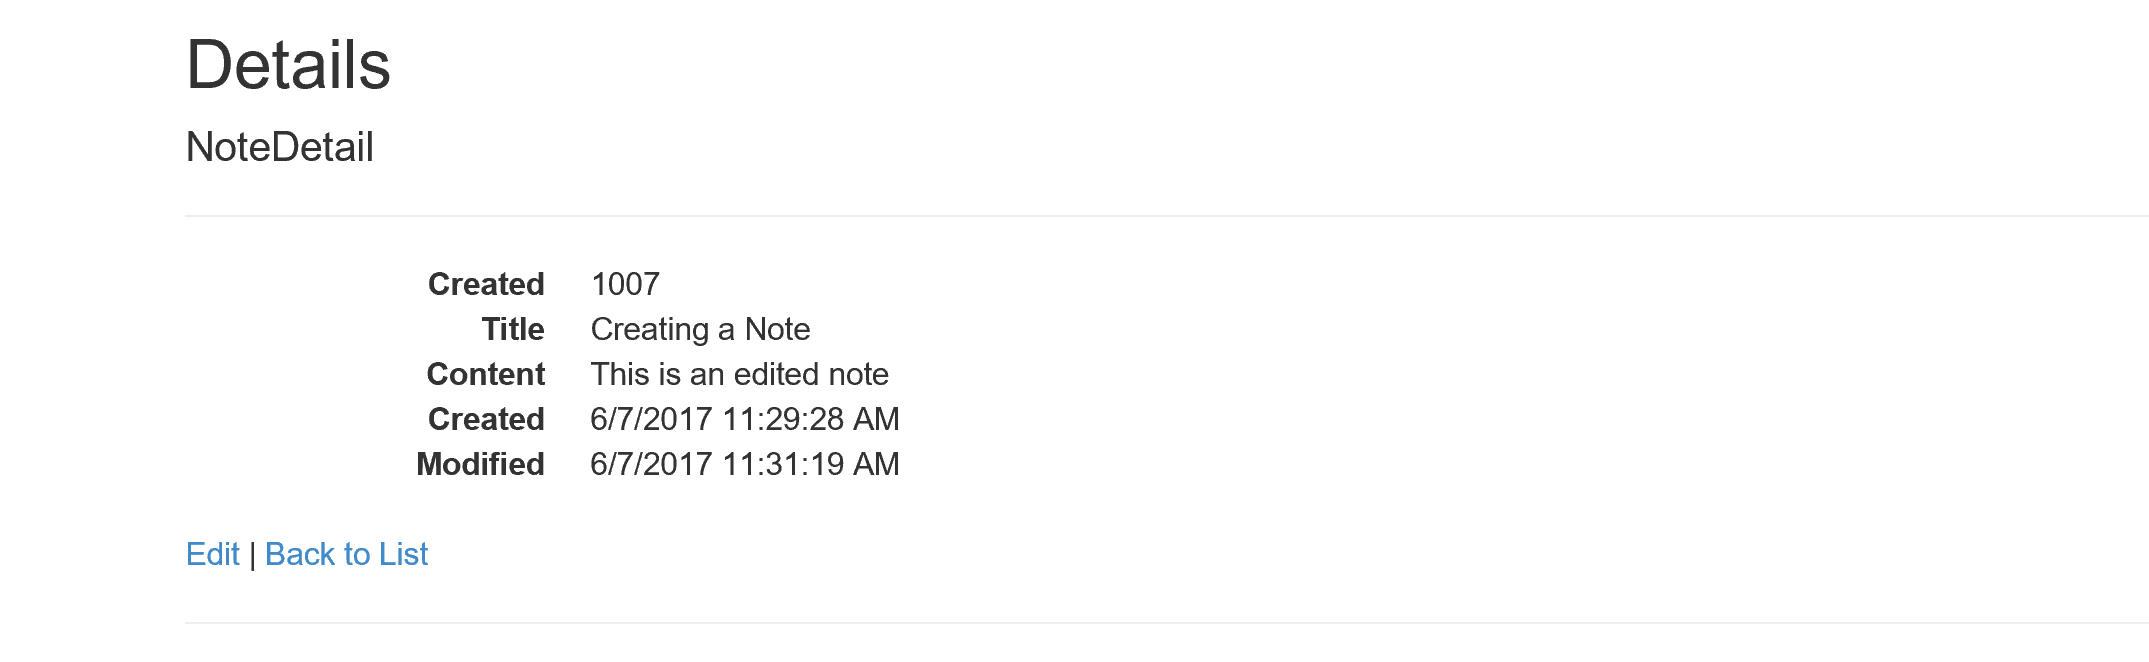 Details
NoteDetail
Created 1007
Title Creating a Note
Content This is an edited note
Created 6/7/2017 11:29:28 AM
Modified 6/7/2017 11:31:19 AM
Edit | Back to List